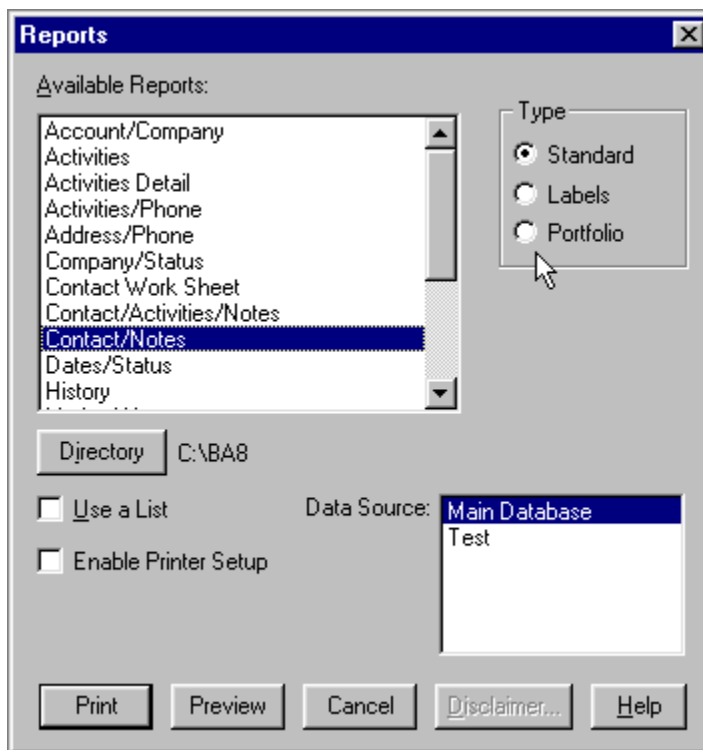 Reports
Available Reports:
Account/Company
Activities
Activities Detail
Activities/Phone
Address/Phone
Company/Status
Contact Work Sheet
Contact/Activities/Notes
Contact/Notes
Dates/Status
History
Type
Standard
Labels
Portfolio
Directory C:\BA8
Use a List
Enable Printer Setup
Data Source:
Main Database
Test
Print Preview Cancel Disclaimer... Help